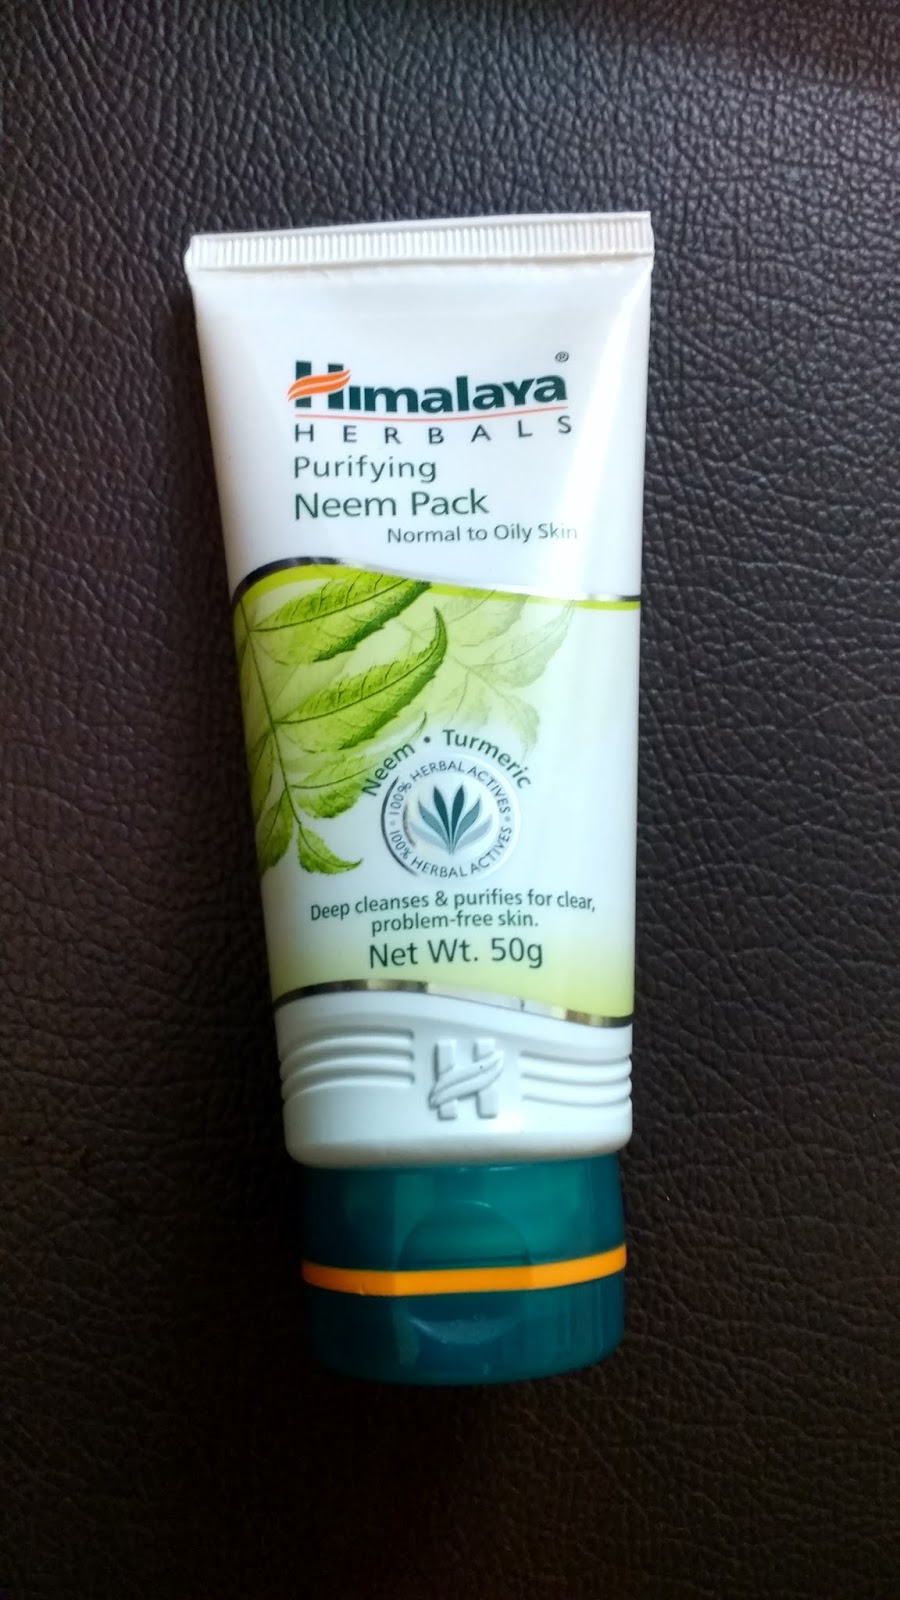 Himalaya®
HERBALS
Purifying
Neem Pack
Normal to Oily Skin
Neem • Turmeric
100% HERBAL ACTIVES • 100% HERBAL ACTIVES •
Deep cleanses & purifies for clear,
problem-free skin.
Net Wt. 50g
H